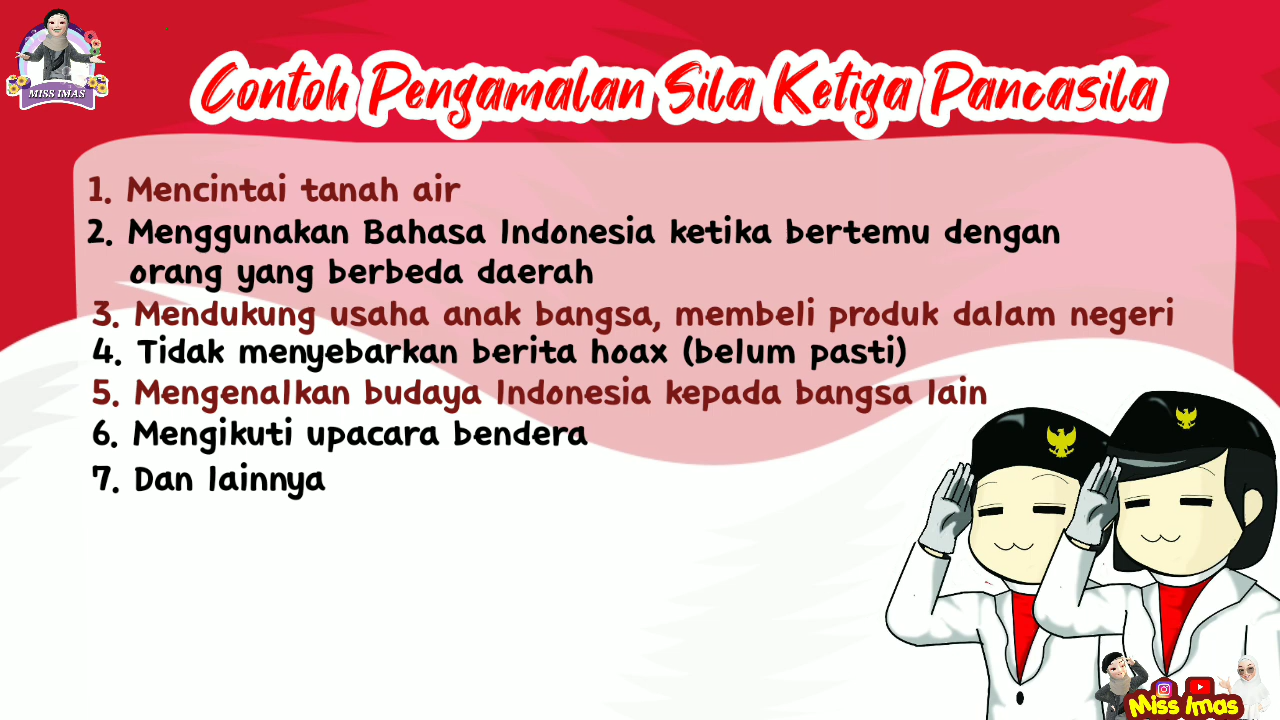 MISS IMAS
Contoh Pengamalan Sila Ketiga Pancasila
1. Mencintai tanah air
2. Menggunakan Bahasa Indonesia ketika bertemu dengan
orang yang berbeda daerah
3. Mendukung usaha anak bangsa, membeli produk dalam negeri
4. Tidak menyebarkan berita hoax (belum pasti)
5. Mengenalkan budaya Indonesia kepada bangsa lain
6. Mengikuti upacara bendera
7. Dan lainnya
Miss Imas